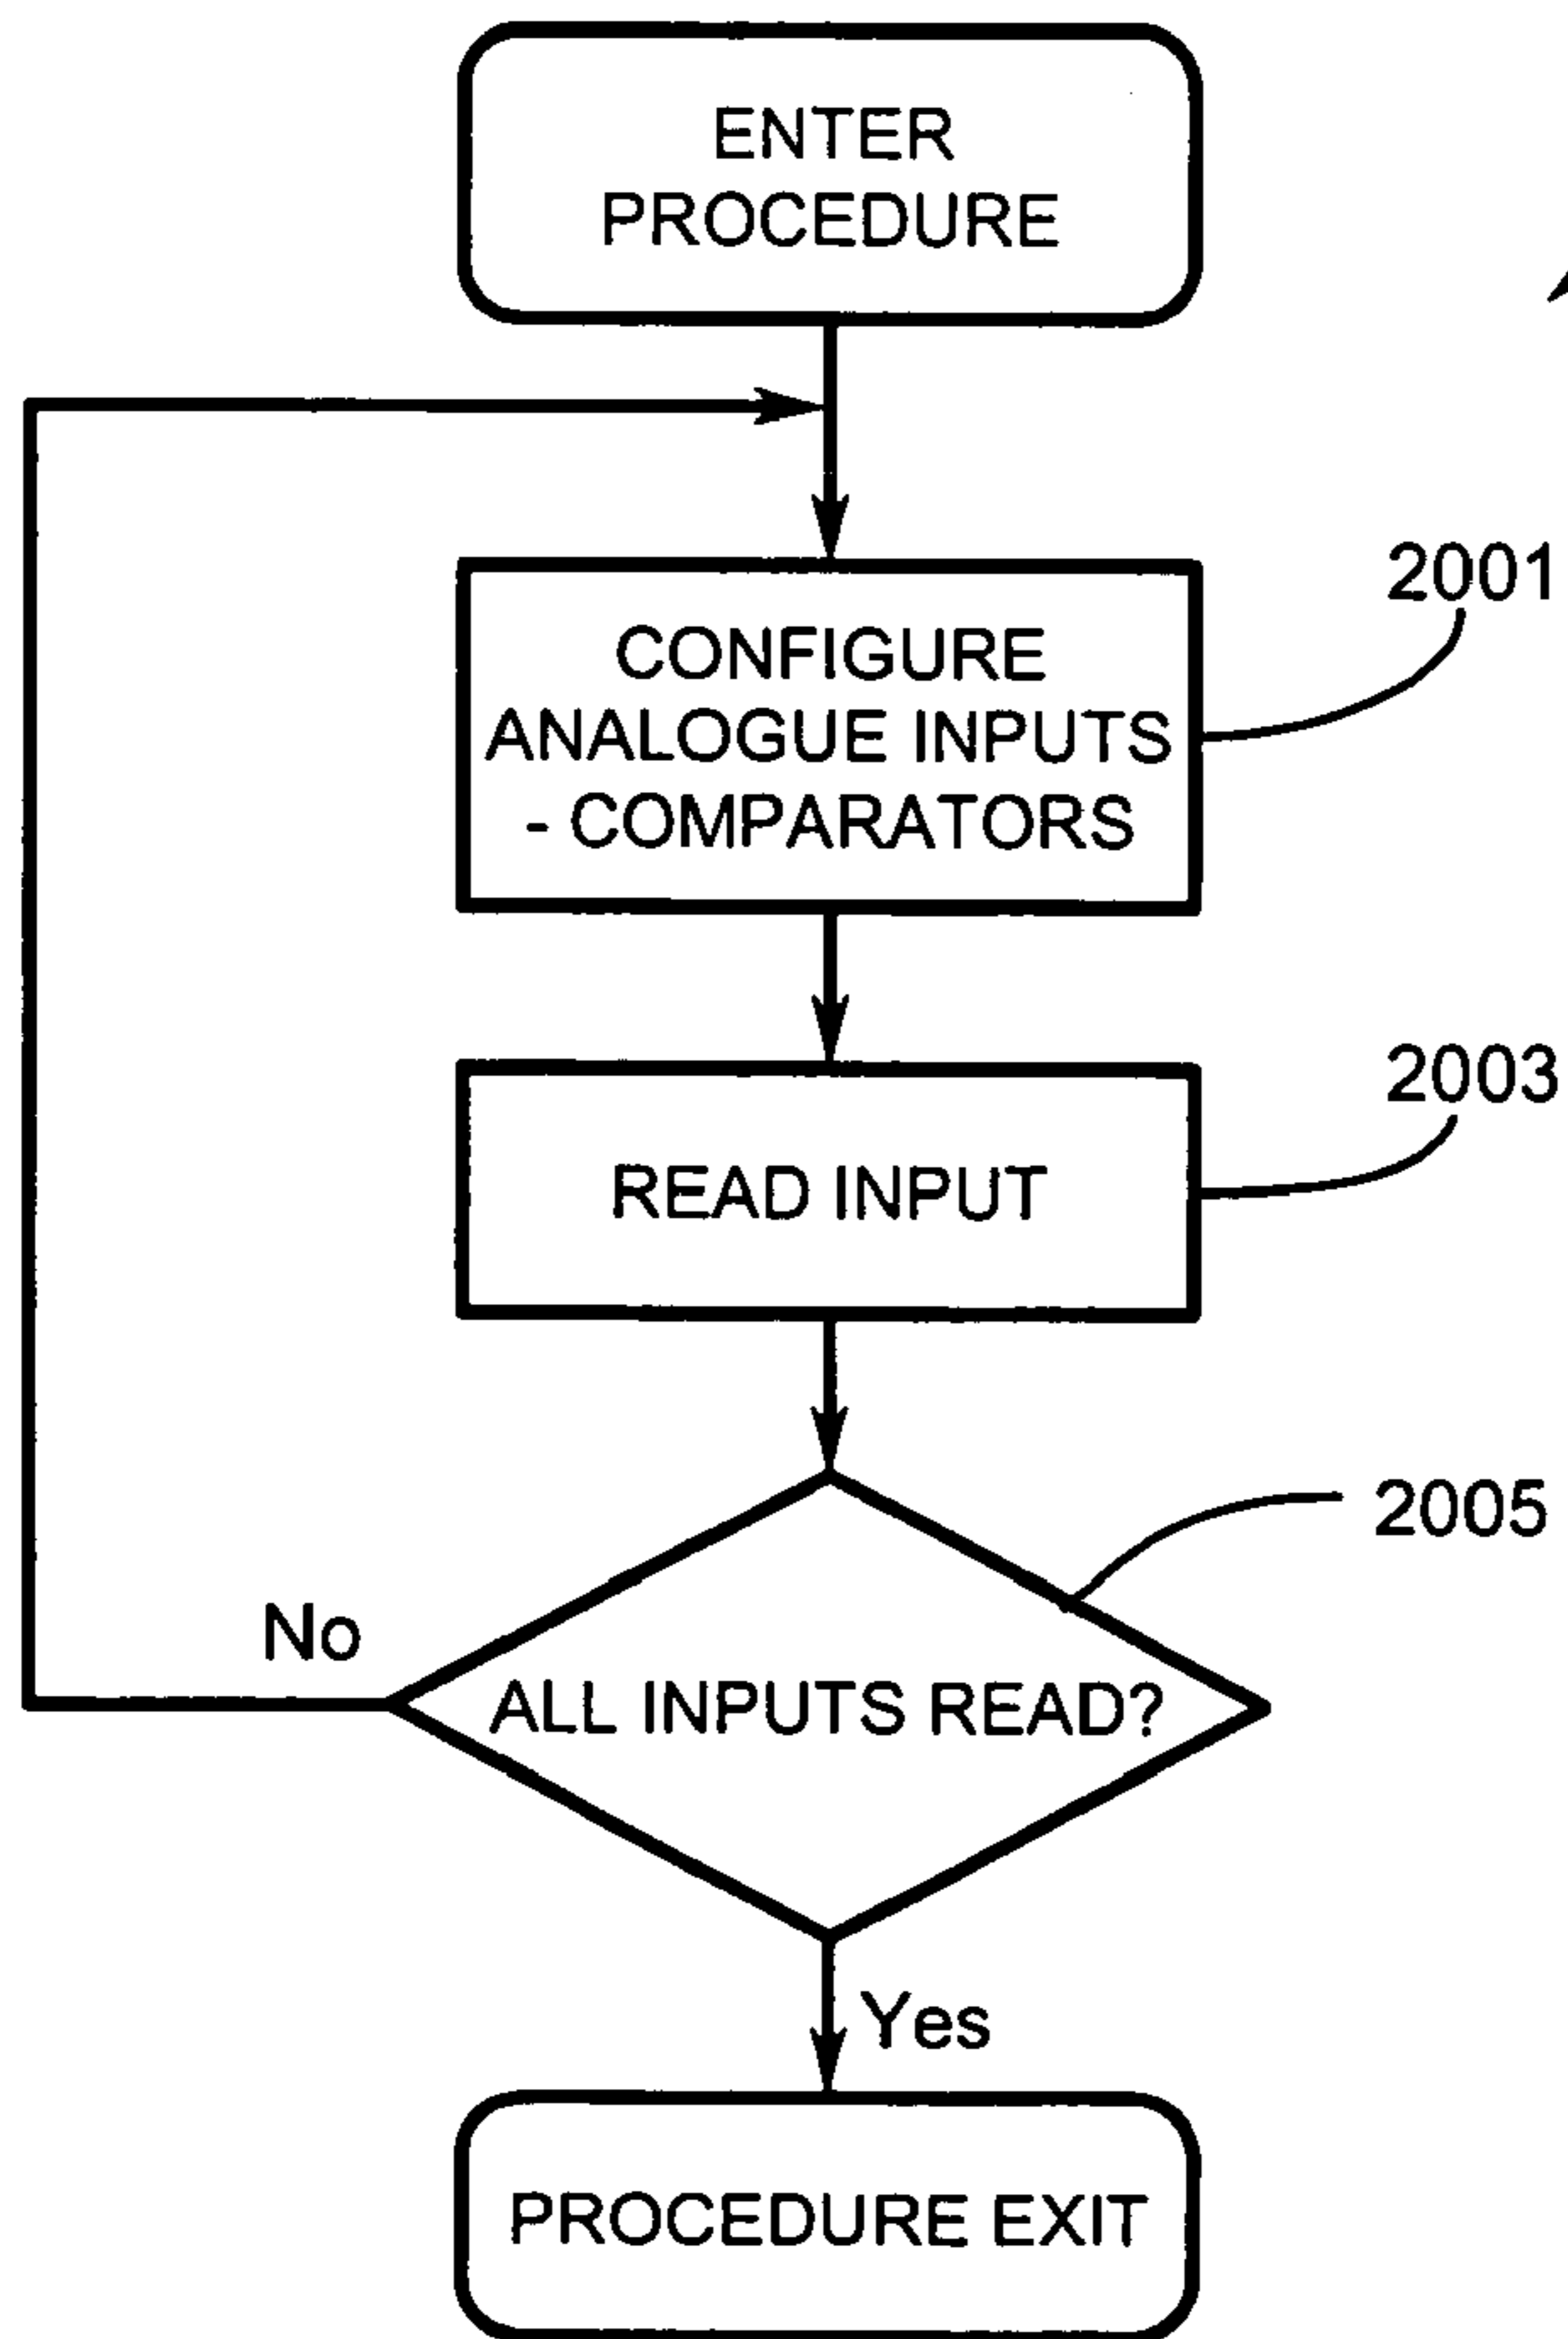 ENTER
PROCEDURE
2001
CONFIGURE
ANALOGUE INPUTS
- COMPARATORS
2003
READ INPUT
2005
No
ALL INPUTS READ?
Yes
PROCEDURE EXIT